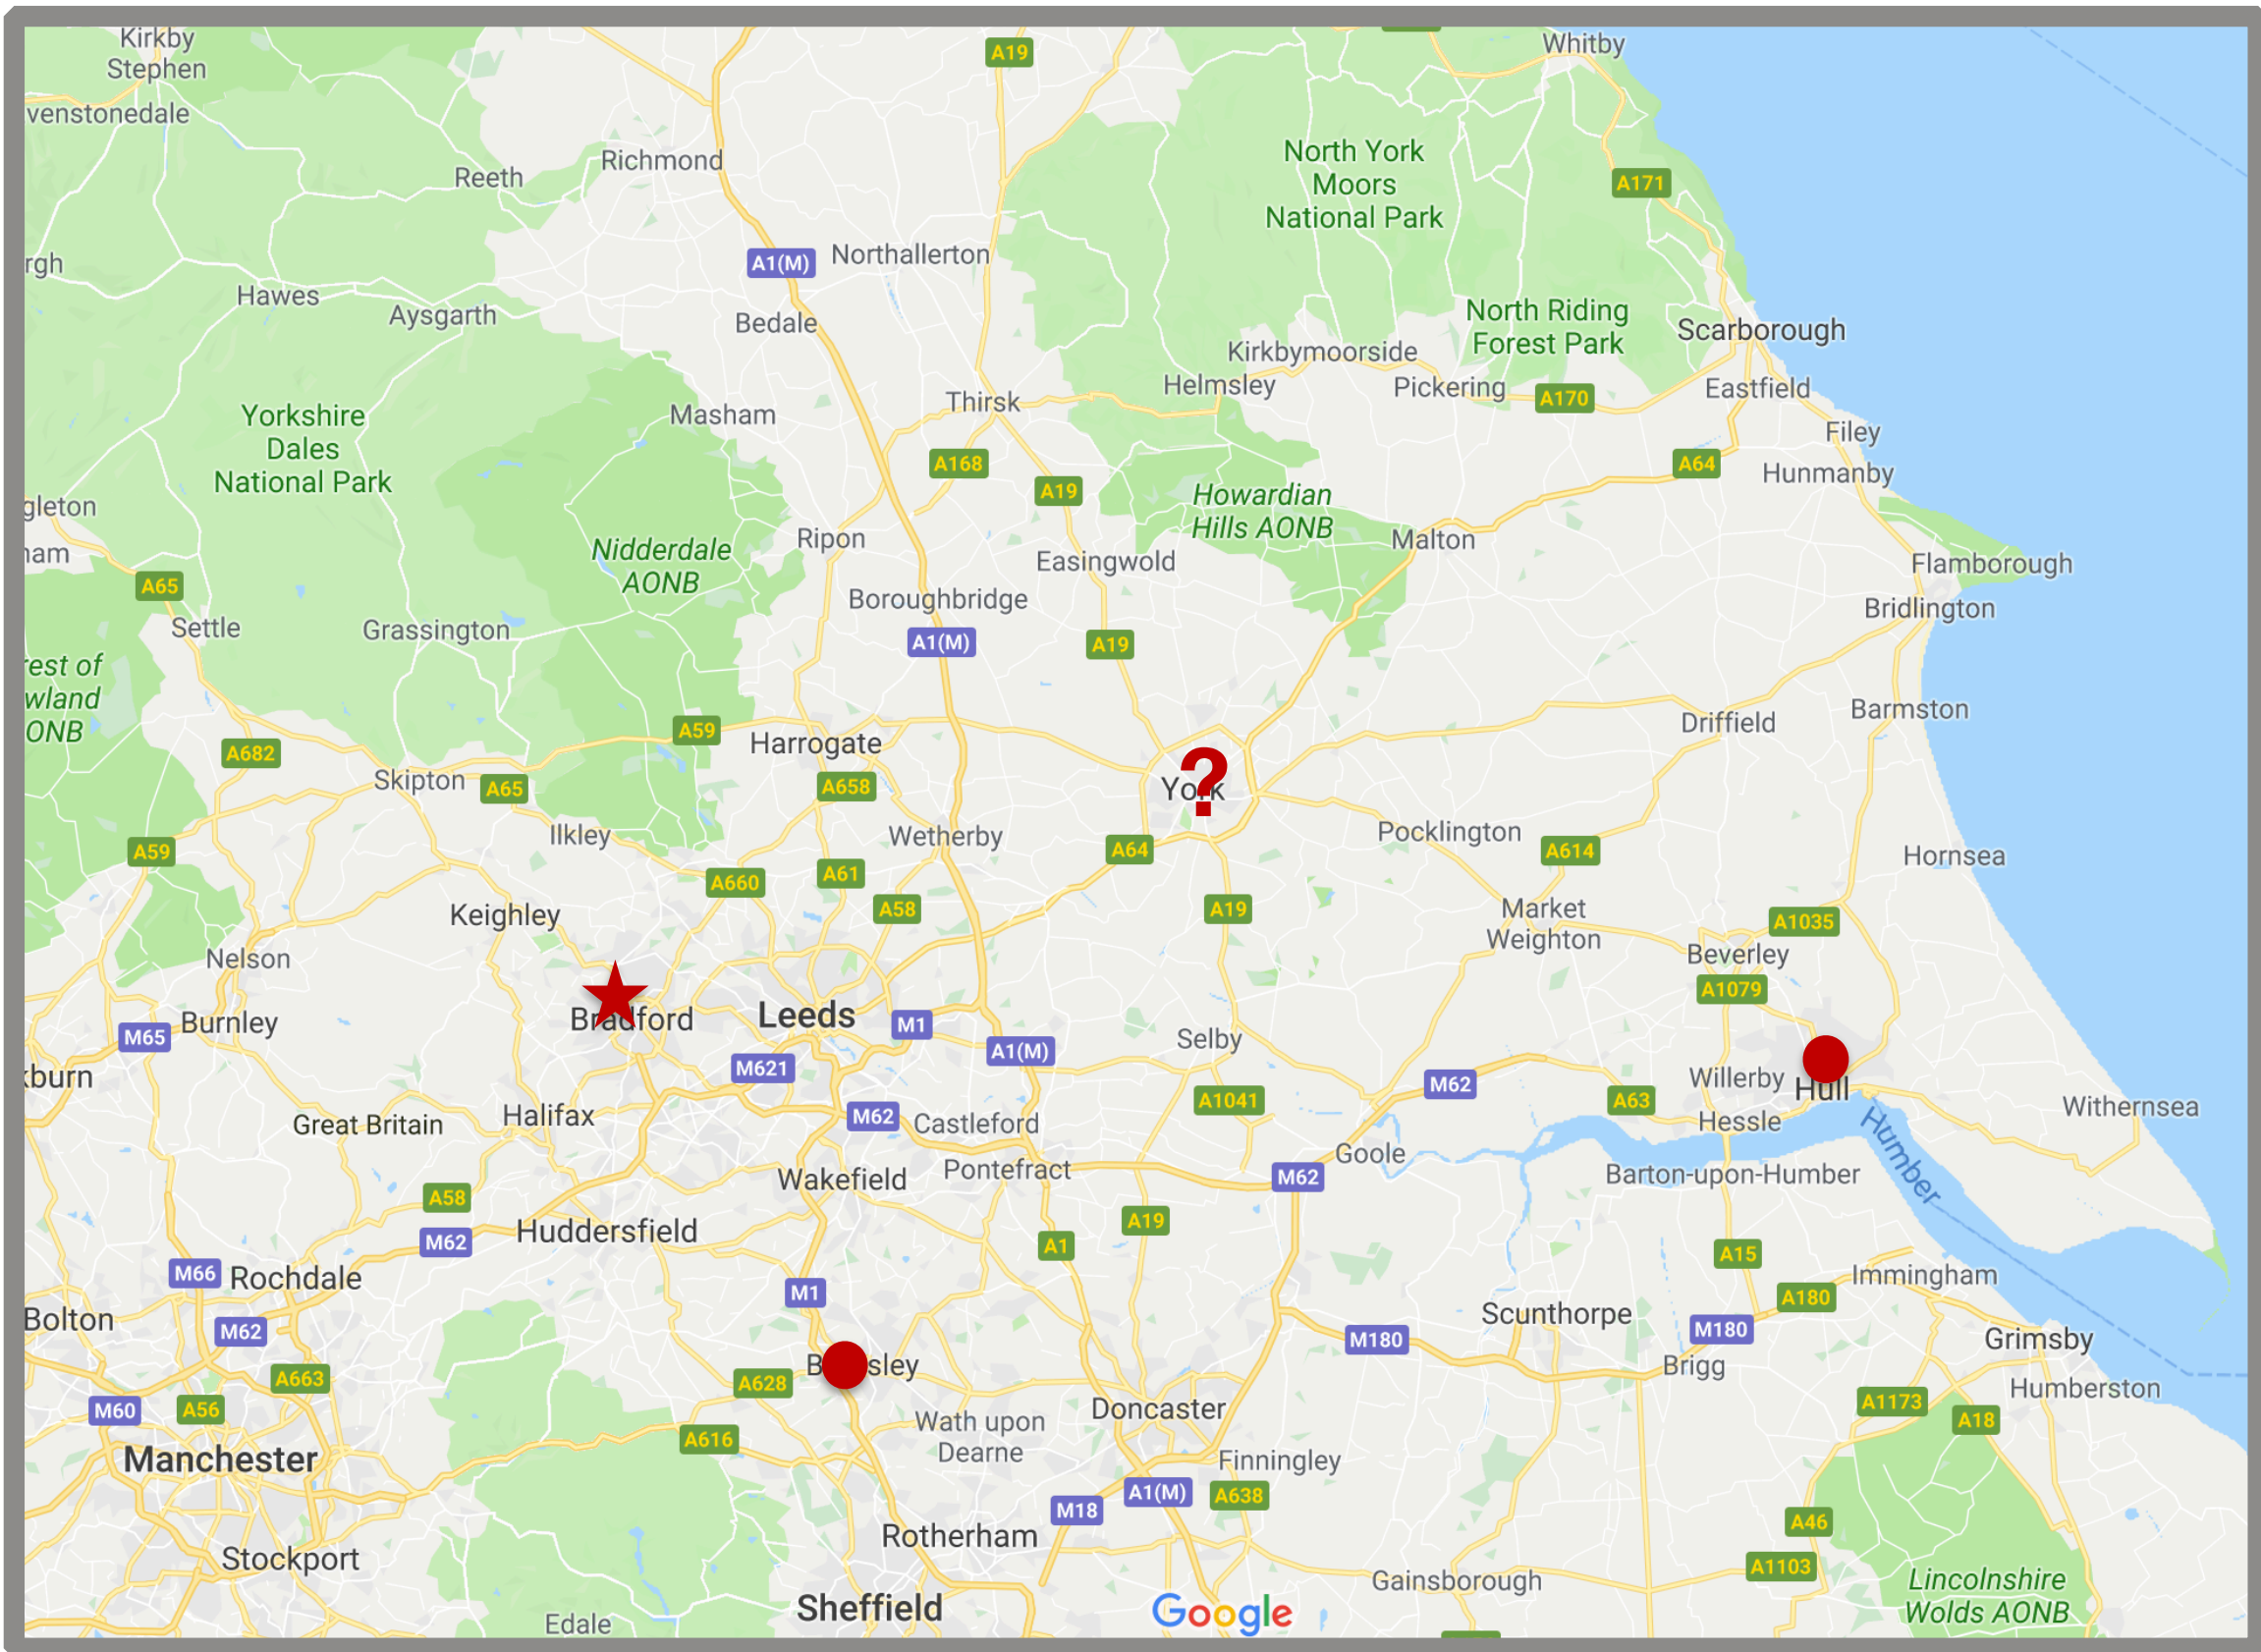 Kirkby
Stephen
A19
Whitby
venstonedale
North York
Moors
National Park
Richmond
Reeth
A171
A1(M)
Northallerton
rgh
Hawes
Aysgarth
Bedale
North Riding
Forest Park
Scarborough
Kirkbymoorside
Helmsley
Pickering
A170
Eastfield
Thirsk
Masham
Yorkshire
Dales
National Park
Filey
A168
A64
Hunmanby
A19
Howardian
Hills AONB
gleton
ham
Nidderdale
AONB
Ripon
Malton
Easingwold
Flamborough
A65
Boroughbridge
Bridlington
Settle
Grassington
A1(M)
A19
rest of
wland
ONB
Barmston
Driffield
A59
Harrogate
A682
Skipton
A65
A658
York
?
Ilkley
Wetherby
Pocklington
A59
A64
A614
Hornsea
A660
A61
A58
A19
Keighley
Market
Weighton
A1035
Nelson
Beverley
A1079
Bradford
Leeds
M1
Burnley
M65
Selby
A1(M)
M621
kburn
Willerby
Hull
M62
A63
A1041
Withernsea
Great Britain
Halifax
M62
Castleford
Hessle
Humber
Goole
Wakefield
Pontefract
M62
Barton-upon-Humber
A58
Huddersfield
M62
A19
A1
A15
M66
Rochdale
Immingham
M1
A180
Bolton
M62
Scunthorpe
M180
M180
Grimsby
B sley
Brigg
A663
A628
Humberston
M60
A56
Doncaster
A1173
A18
Wath upon
Dearne
A616
Manchester
Finningley
A1(M)
A638
M18
A46
Rotherham
Stockport
A1103
Gainsborough
Lincolnshire
Wolds AONB
Sheffield
Google
Edale